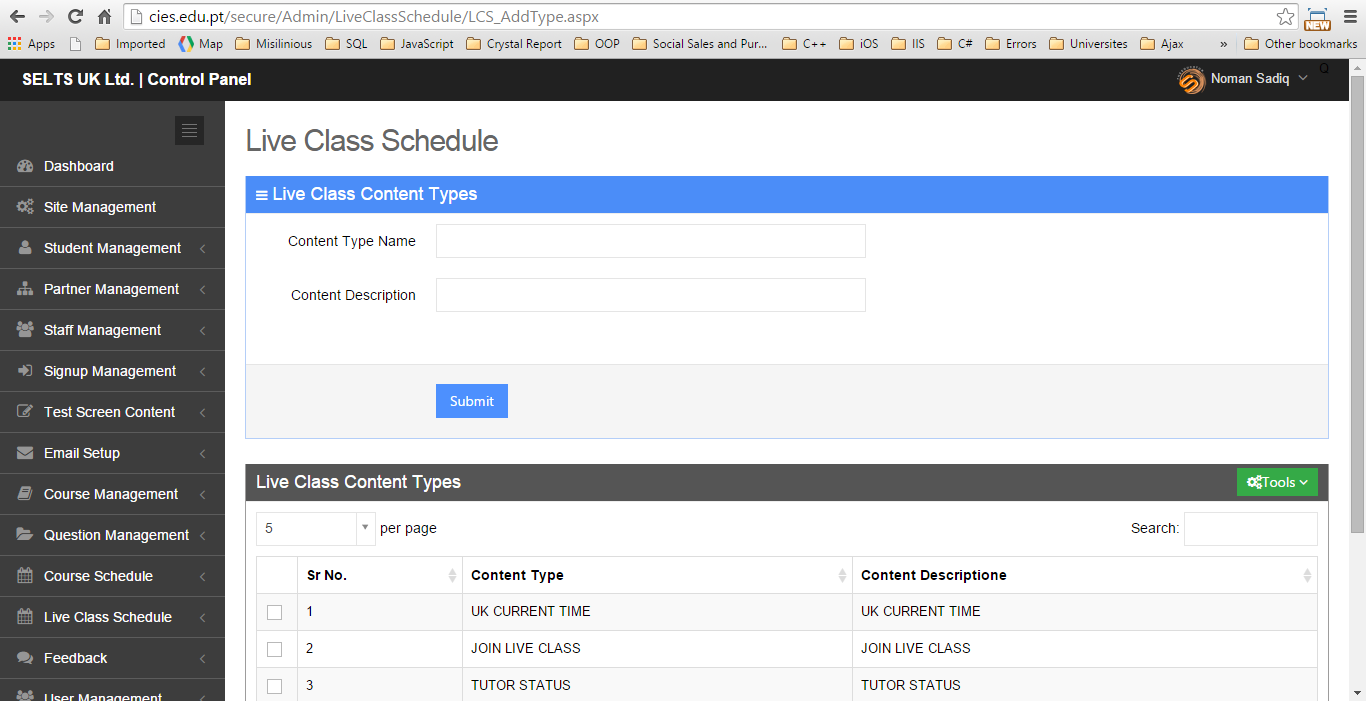 cies.edu.pt/secure/Admin/LiveClassSchedule/LCS_AddType.aspx
NEW
Apps Imported Map Misilinious SQL JavaScript Crystal Report OOP Social Sales and Pur... C++ iOS IIS C# Errors Universites Ajax » Other bookmarks
SELTS UK Ltd. | Control Panel
Noman Sadiq
Q
Dashboard
Site Management
Student Management
Partner Management
Staff Management
Signup Management
Test Screen Content
Email Setup
Course Management
Question Management
Course Schedule
Live Class Schedule
Feedback
User Management
Live Class Schedule
Live Class Content Types
Content Type Name
Content Description
Submit
Live Class Content Types
Tools
5 per page
Search:
Sr No. Content Type Content Descriptione
1 UK CURRENT TIME UK CURRENT TIME
2 JOIN LIVE CLASS JOIN LIVE CLASS
3 TUTOR STATUS TUTOR STATUS